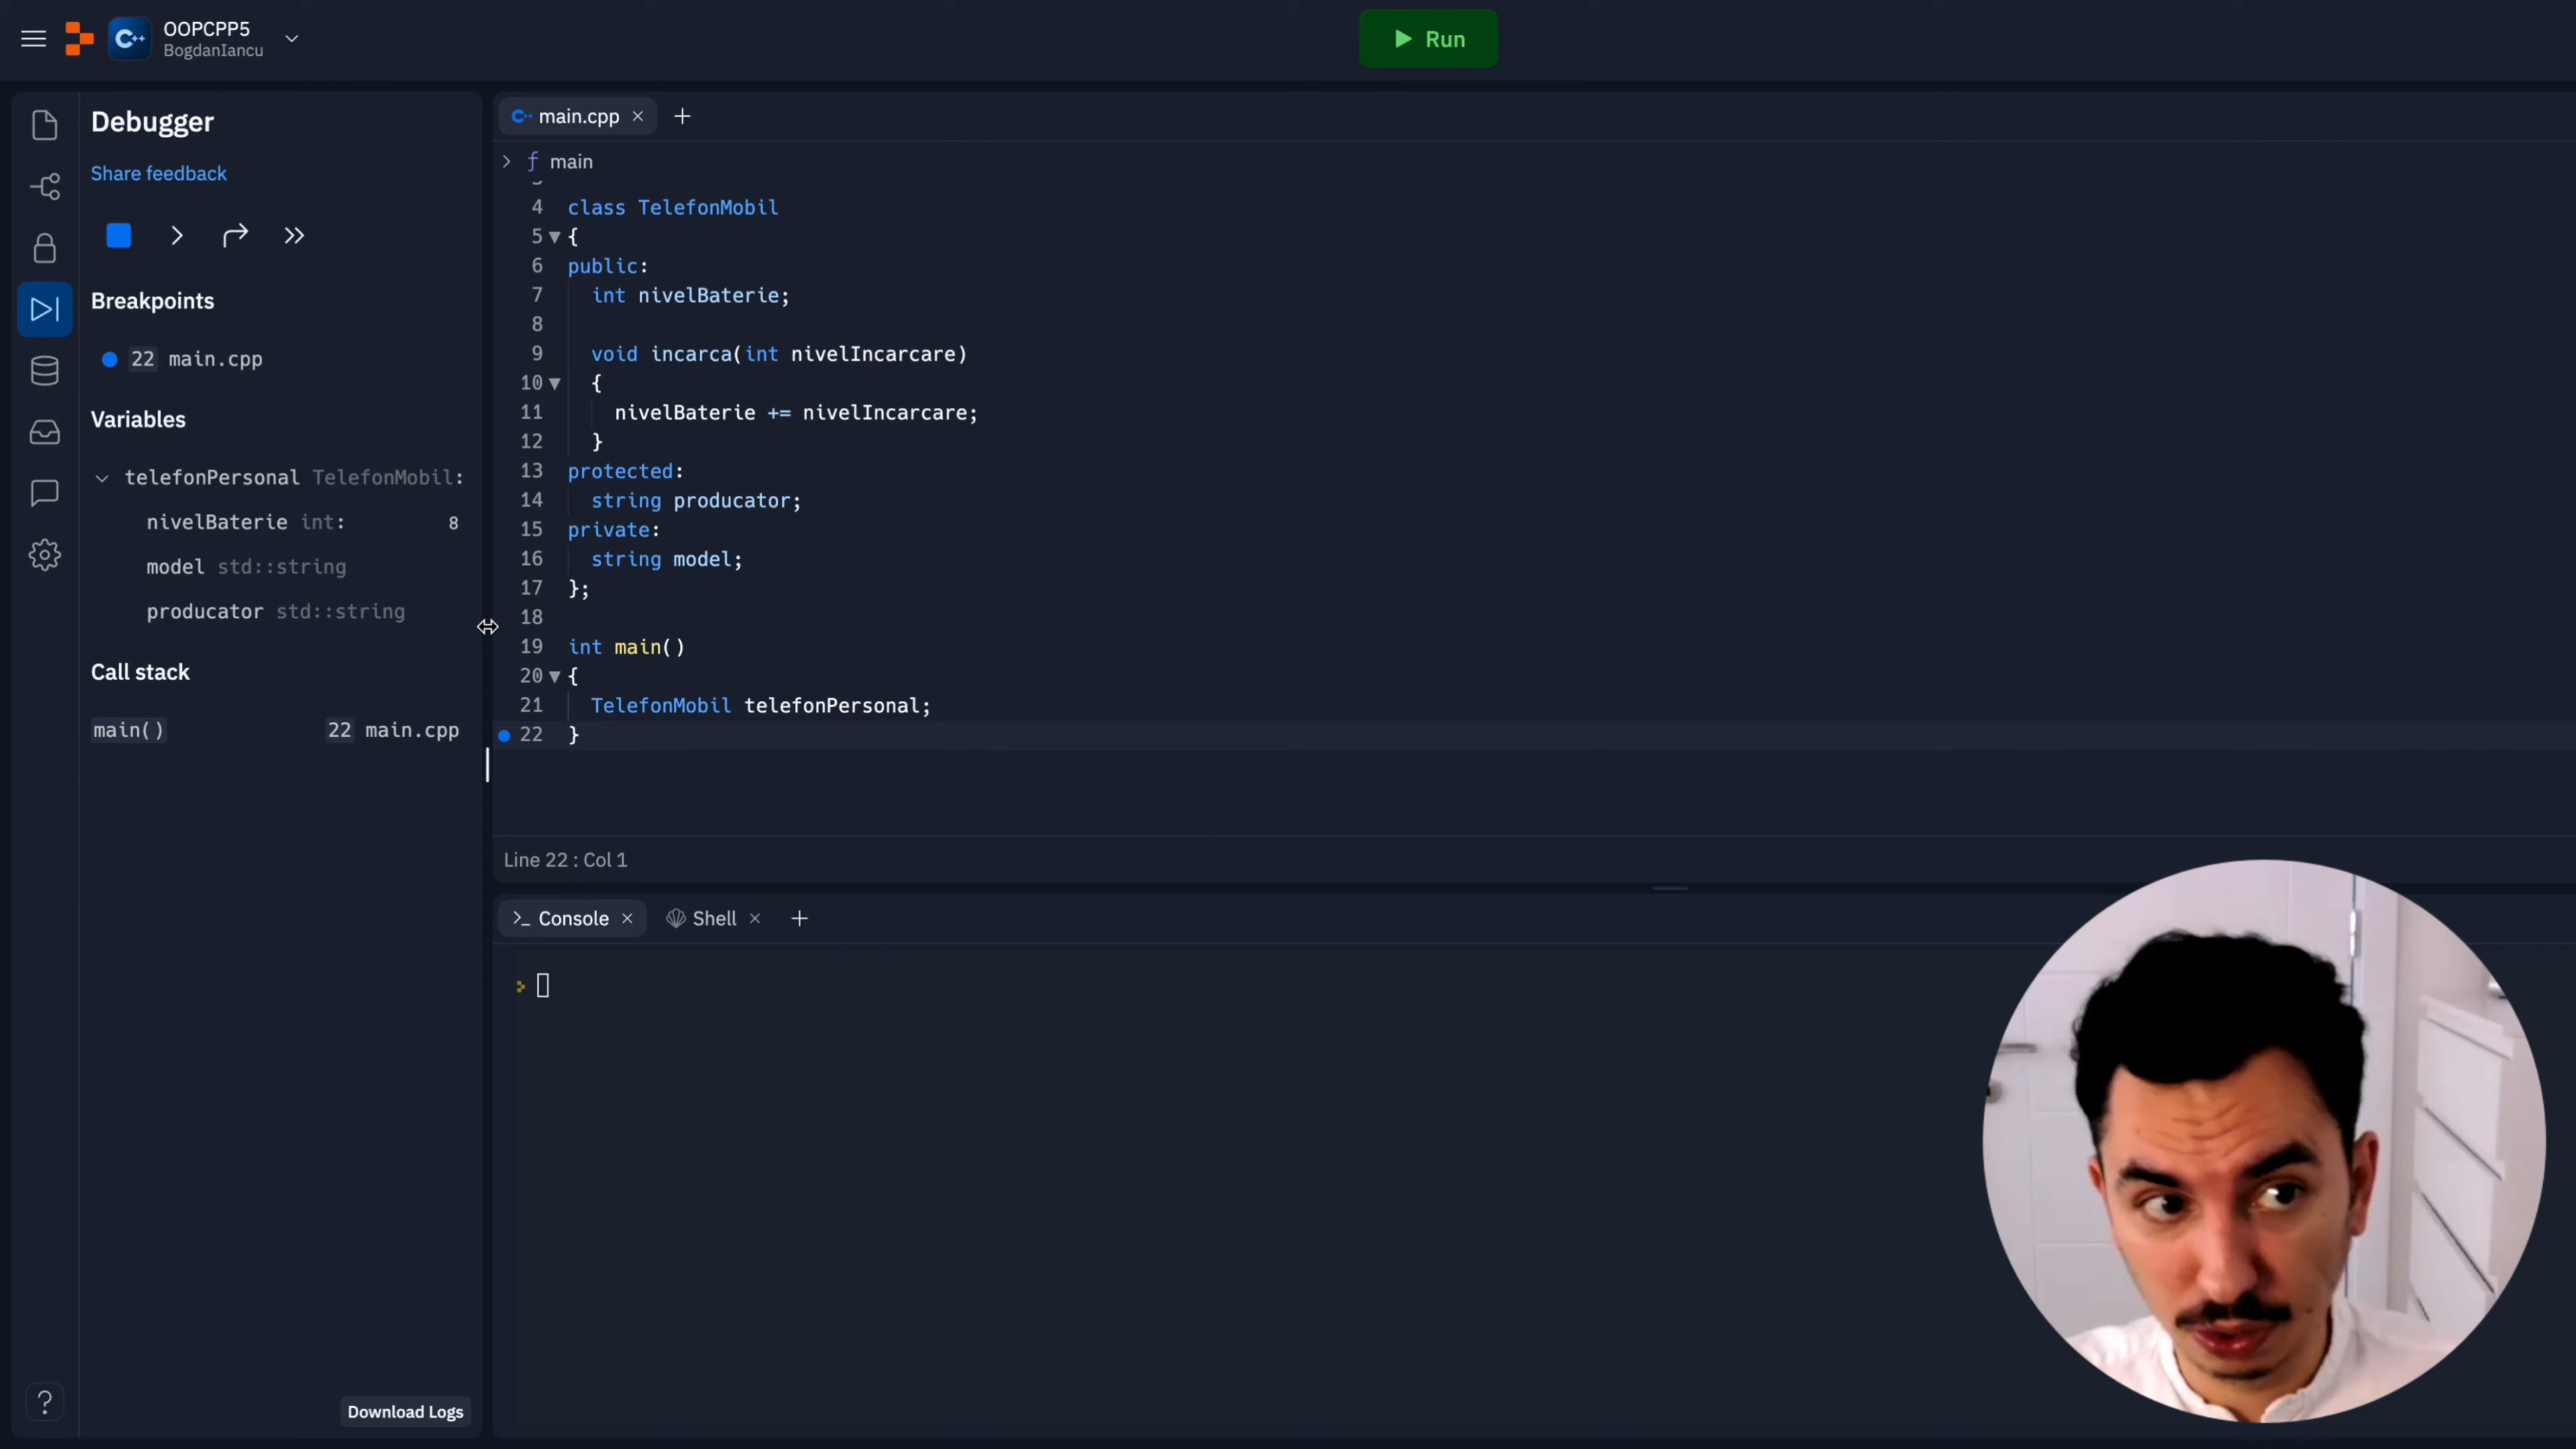 OOPCPP5
BogdanIancu
Run
Debugger
Share feedback
Breakpoints
22 main.cpp
Variables
telefonPersonal TelefonMobil:
nivelBaterie int: 8
model std::string
producator std::string
Call stack
main() 22 main.cpp
Download Logs
?
C++ main.cpp × +
> ƒ main
4 class TelefonMobil
5 {
6 public:
7 int nivelBaterie;
8
9 void incarca(int nivelIncarcare)
10 {
11 nivelBaterie += nivelIncarcare;
12 }
13 protected:
14 string producator;
15 private:
16 string model;
17 };
18
19 int main()
20 {
21 TelefonMobil telefonPersonal;
22 }
Line 22 : Col 1
>_ Console × Shell × +